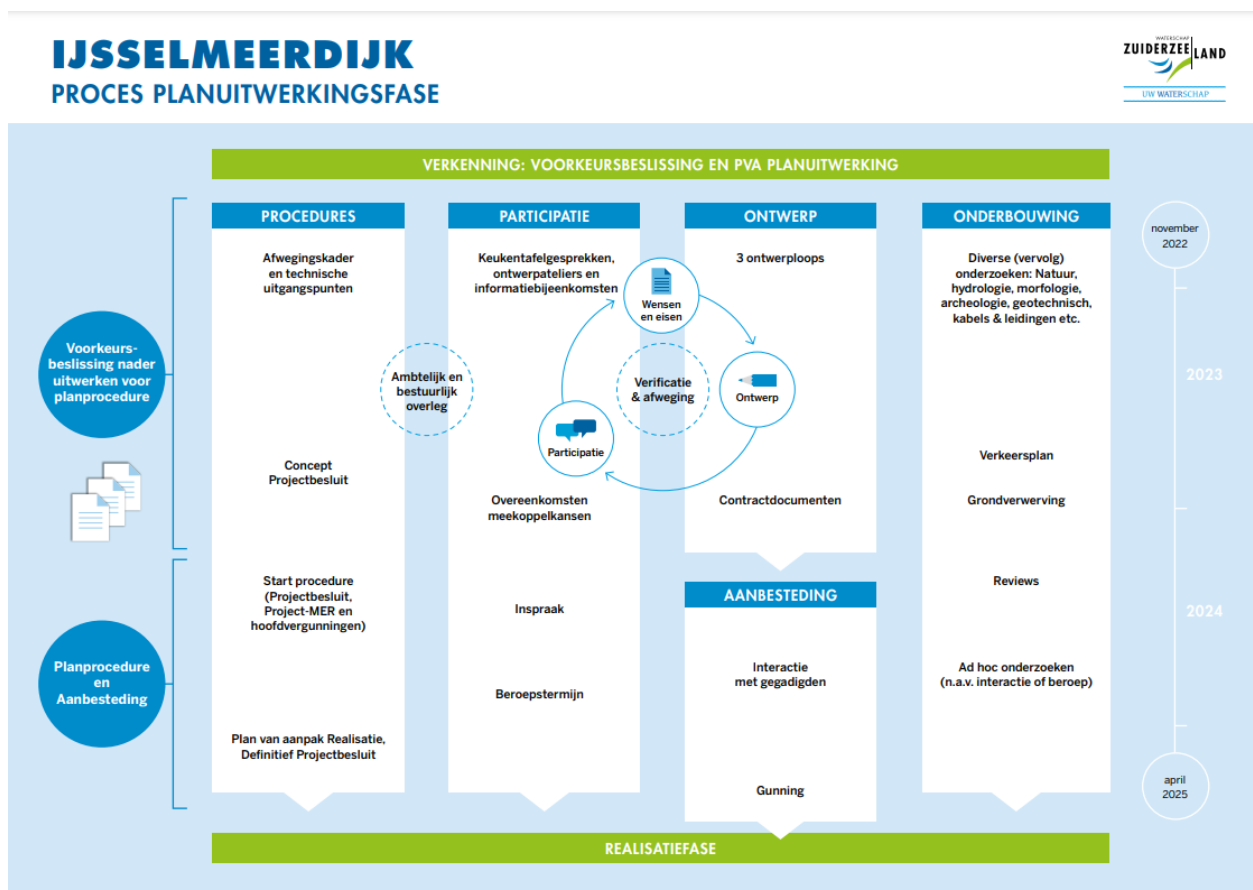 IJSSELMEERDIJK
PROCES PLANUITWERKINGSFASE
WATERSCHAP
ZUIDERZEELAND
UW WATERSCHAP
VERKENNING: VOORKEURSBESLISSING EN PVA PLANUITWERKING
Voorkeurs-
beslissing nader
uitwerken voor
planprocedure
Planprocedure
en
Aanbesteding
PROCEDURES
Afwegingskader
en technische
uitgangspunten
Concept
Projectbesluit
Start procedure
(Projectbesluit,
Project-MER en
hoofdvergunningen)
Plan van aanpak Realisatie,
Definitief Projectbesluit
Ambtelijk en
bestuurlijk
overleg
PARTICIPATIE
Keukentafelgesprekken,
ontwerpateliers en
informatiebijeenkomsten
Participatie
Overeenkomsten
meekoppelkansen
Inspraak
Beroepstermijn
Wensen
en eisen
Verificatie
& afweging
ONTWERP
3 ontwerploops
Ontwerp
Contractdocumenten
AANBESTEDING
Interactie
met gegadigden
Gunning
ONDERBOUWING
Diverse (vervolg)
onderzoeken: Natuur,
hydrologie, morfologie,
archeologie, geotechnisch,
kabels & leidingen etc.
Verkeersplan
Grondverwerving
Reviews
Ad hoc onderzoeken
(n.a.v. interactie of beroep)
november
2022
2023
2024
april
2025
REALISATIEFASE